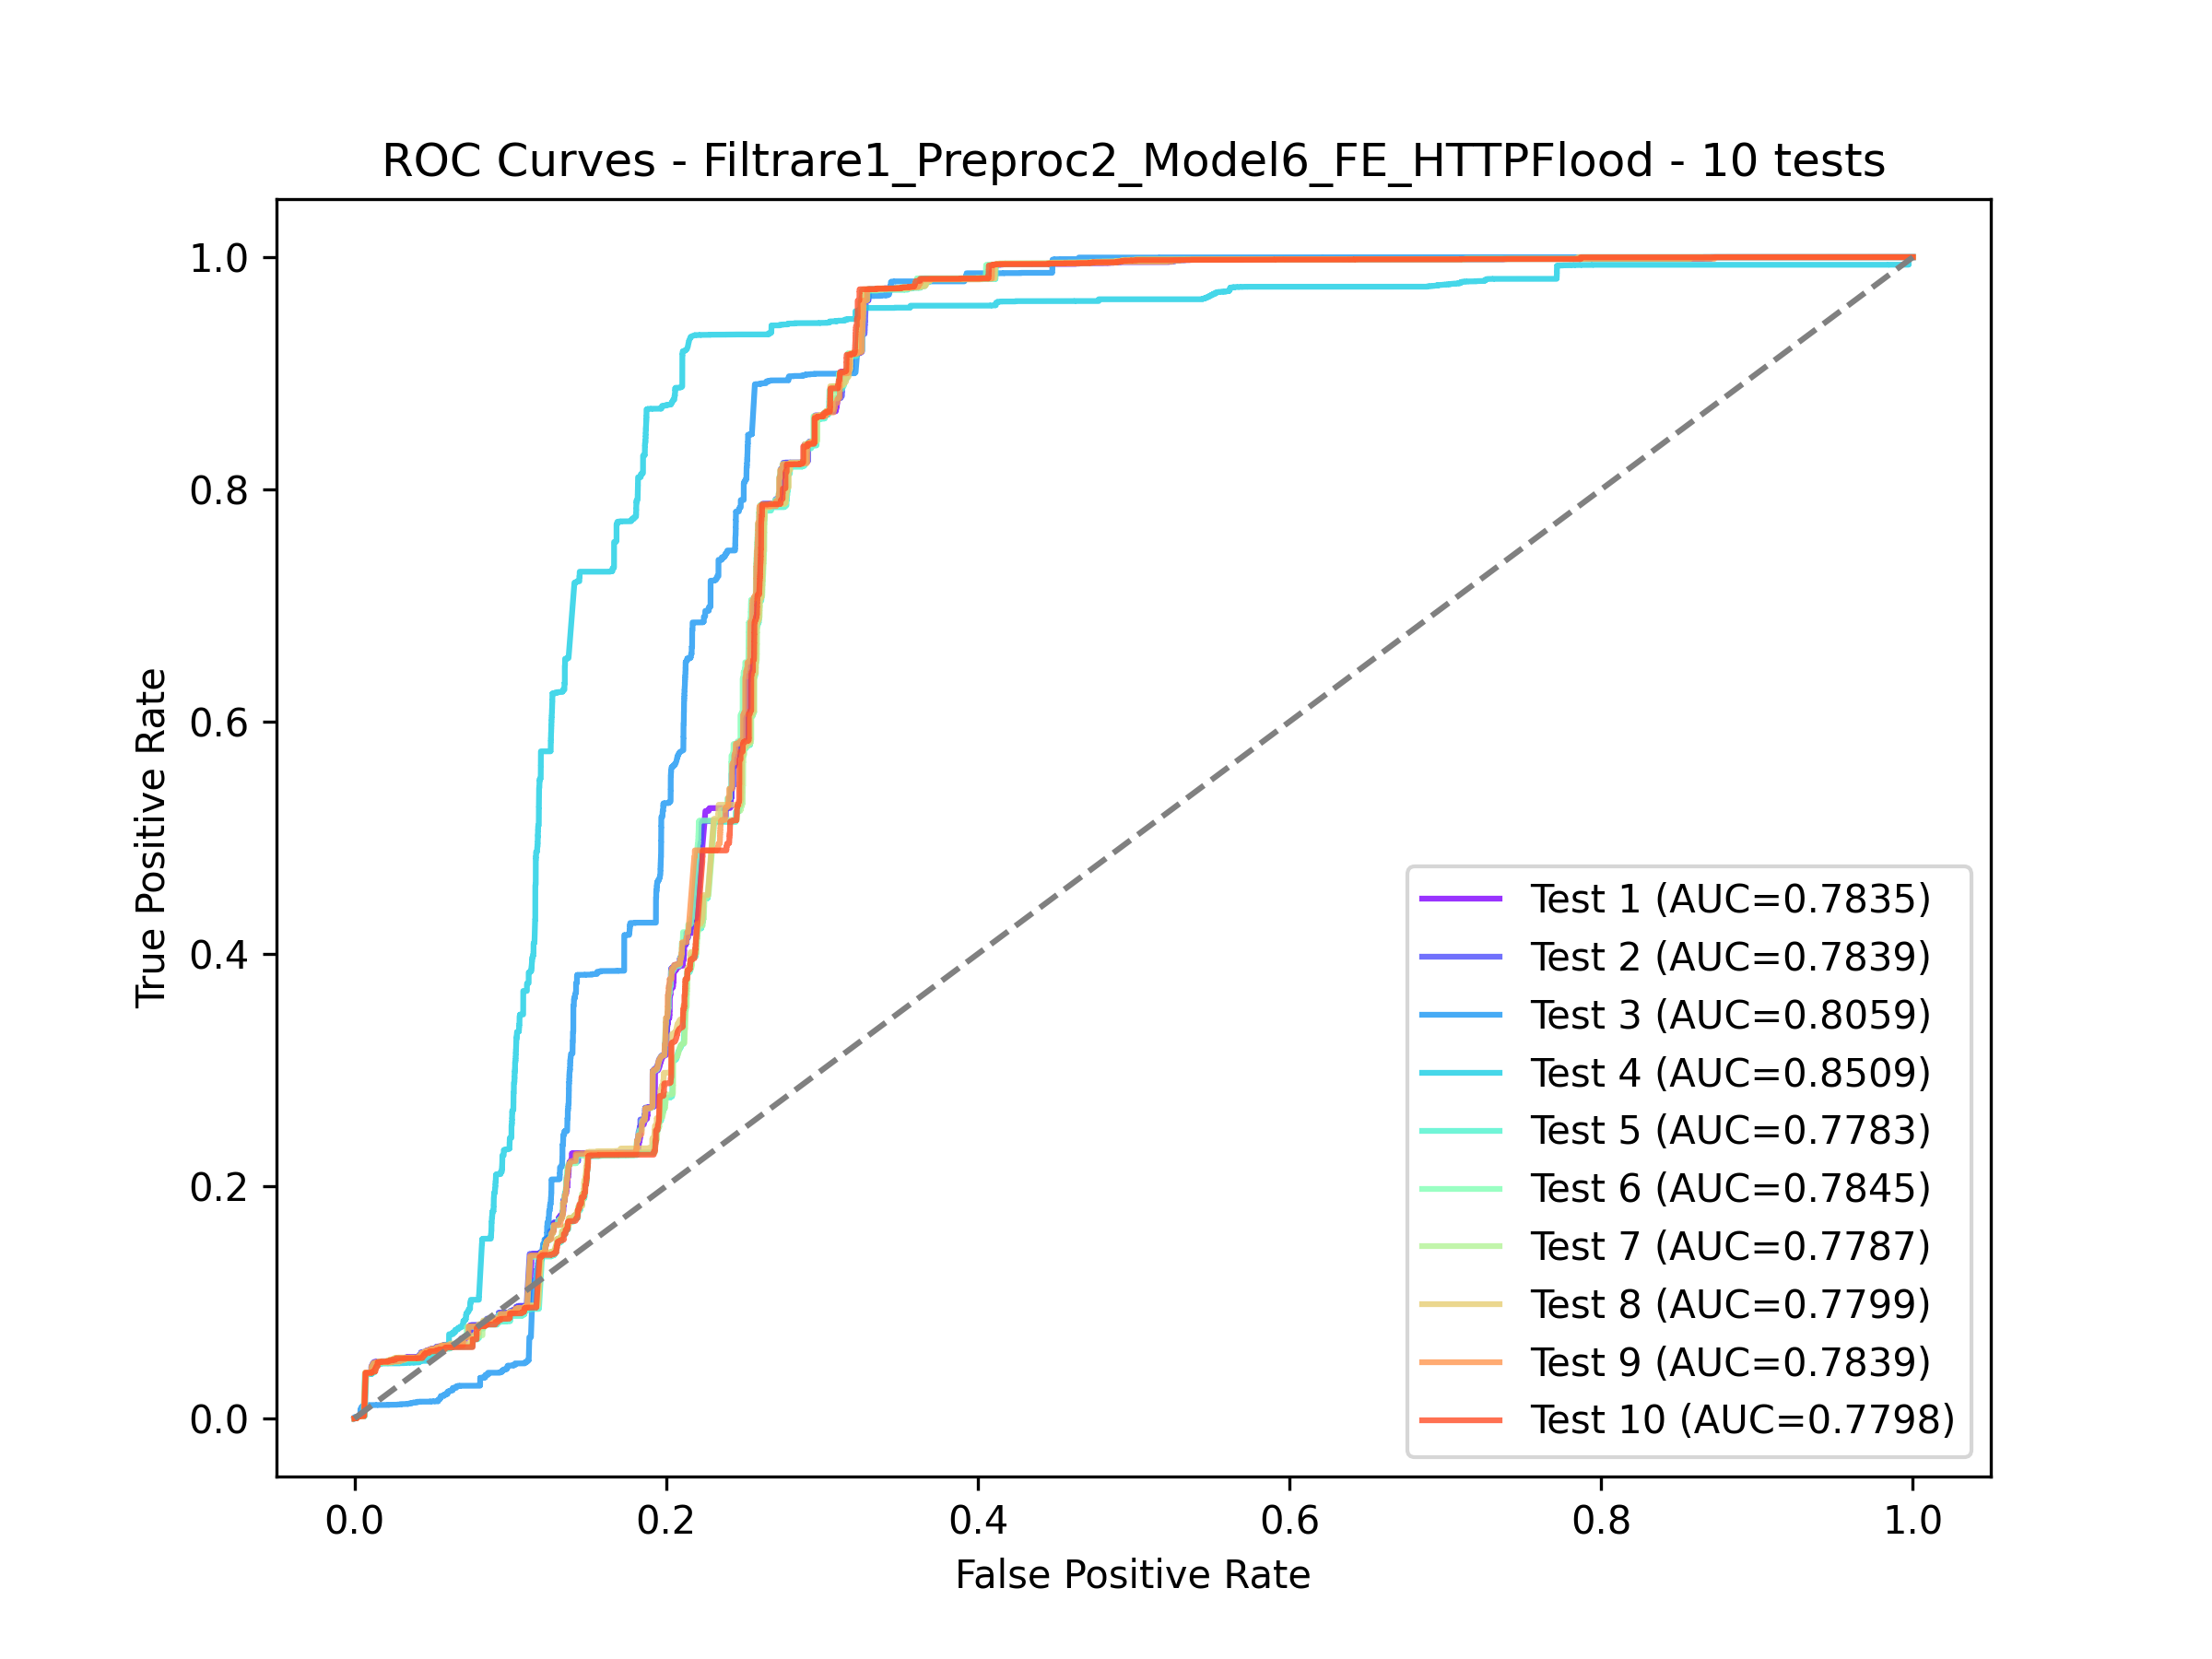 ROC Curves - Filtrare1_Preproc2_Model6_FE_HTTPFlood - 10 tests
True Positive Rate
1.0
0.8
0.6
0.4
0.2
0.0
Test 1 (AUC=0.7835)
Test 2 (AUC=0.7839)
Test 3 (AUC=0.8059)
Test 4 (AUC=0.8509)
Test 5 (AUC=0.7783)
Test 6 (AUC=0.7845)
Test 7 (AUC=0.7787)
Test 8 (AUC=0.7799)
Test 9 (AUC=0.7839)
Test 10 (AUC=0.7798)
0.0 0.2 0.4 0.6 0.8 1.0
False Positive Rate